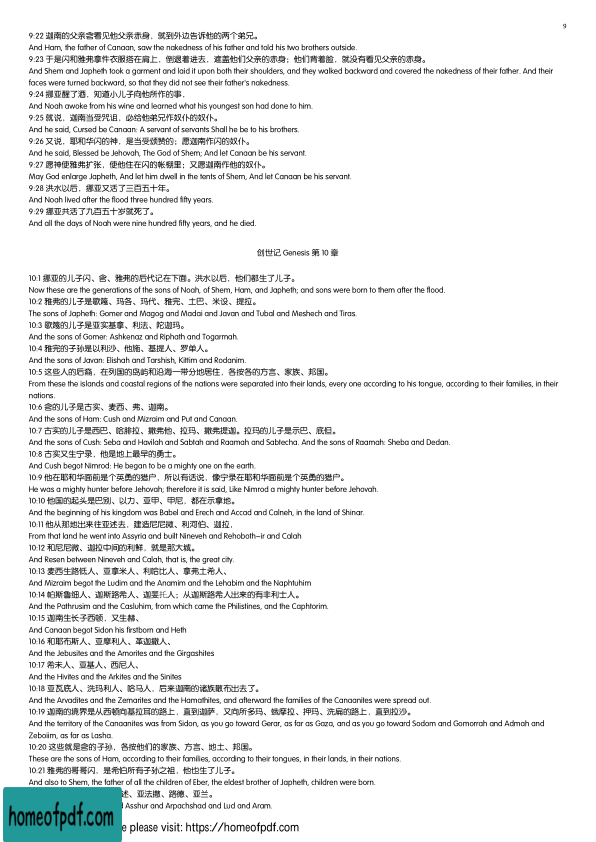 9
9:22 迦南的父亲含看见他父亲赤身，就到外边告诉他的两个弟兄。
And Ham, the father of Canaan, saw the nakedness of his father and told his two brothers outside.
9:23 于是闪和雅弗拿件衣服搭在肩上，倒退着进去，遮盖他们父亲的赤身；他们背着脸，就没有看见父亲的赤身。
And Shem and Japheth took a garment and laid it upon both their shoulders, and they walked backward and covered the nakedness of their father. And their
faces were turned backward, so that they did not see their father's nakedness.
9:24 挪亚醒了酒，知道小儿子向他所作的事，
And Noah awoke from his wine and learned what his youngest son had done to him.
9:25 就说，迦南当受咒诅，必给他弟兄作奴仆的奴仆。
And he said, Cursed be Canaan: A servant of servants Shall he be to his brothers.
9:26 又说，耶和华闪的神，是当受颂赞的；愿迦南作闪的奴仆。
And he said, Blessed be Jehovah, The God of Shem; And let Canaan be his servant.
9:27 愿神使雅弗扩张，使他住在闪的帐棚里；又愿迦南作他的奴仆。
May God enlarge Japheth, And let him dwell in the tents of Shem, And let Canaan be his servant.
9:28 洪水以后，挪亚又活了三百五十年。
And Noah lived after the flood three hundred fifty years.
9:29 挪亚共活了九百五十岁就死了。
And all the days of Noah were nine hundred fifty years, and he died.
创世记 Genesis 第 10 章
10:1 挪亚的儿子闪、含、雅弗的后代记在下面。洪水以后，他们都生了儿子。
Now these are the generations of the sons of Noah, of Shem, Ham, and Japheth; and sons were born to them after the flood.
10:2 雅弗的儿子是歌篾、玛各、玛代、雅完、土巴、米设、提拉。
The sons of Japheth: Gomer and Magog and Madai and Javan and Tubal and Meshech and Tiras.
10:3 歌篾的儿子是亚实基拿、利法、陀迦玛。
And the sons of Gomer: Ashkenaz and Riphath and Togarmah.
10:4 雅完的子孙是以利沙、他施、基提人、罗单人。
And the sons of Javan: Elishah and Tarshish, Kittim and Rodanim.
10:5 这些人的后裔，在列国的岛屿和沿海一带分地居住，各按各的方言、家族、邦国。
From these the islands and coastal regions of the nations were separated into their lands, every one according to his tongue, according to their families, in their
nations.
10:6 含的儿子是古实、麦西、弗、迦南。
And the sons of Ham: Cush and Mizraim and Put and Canaan.
10:7 古实的儿子是西巴、哈腓拉、撒弗他、拉玛、撒弗提迦。拉玛的儿子是示巴、底但。
And the sons of Cush: Seba and Havilah and Sabtah and Raamah and Sabtecha. And the sons of Raamah: Sheba and Dedan.
10:8 古实又生宁录，他是地上最早的勇士。
And Cush begot Nimrod: He began to be a mighty one on the earth.
10:9 他在耶和华面前是个英勇的猎户，所以有话说，像宁录在耶和华面前是个英勇的猎户。
He was a mighty hunter before Jehovah; therefore it is said, Like Nimrod a mighty hunter before Jehovah.
10:10 他国的起头是巴别、以力、亚甲、甲尼，都在示拿地。
And the beginning of his kingdom was Babel and Erech and Accad and Calneh, in the land of Shinar.
10:11 他从那地出来往亚述去，建造尼尼微、利河伯、迦拉，
From that land he went into Assyria and built Nineveh and Rehoboth-ir and Calah
10:12 和尼尼微、迦拉中间的利鲜，就是那大城。
And Resen between Nineveh and Calah, that is, the great city.
10:13 麦西生路低人、亚拿米人、利哈比人、拿弗土希人、
And Mizraim begot the Ludim and the Anamim and the Lehabim and the Naphtuhim
10:14 帕斯鲁细人、迦斯路希人、迦斐托人；从迦斯路希人出来的有非利士人。
And the Pathrusim and the Casluhim, from which came the Philistines, and the Caphtorim.
10:15 迦南生长子西顿，又生赫、
And Canaan begot Sidon his firstborn and Heth
10:16 和耶布斯人、亚摩利人、革迦撒人、
And the Jebusites and the Amorites and the Girgashites
10:17 希未人、亚基人、西尼人、
And the Hivites and the Arkites and the Sinites
10:18 亚瓦底人、洗玛利人、哈马人，后来迦南的诸族散布出去了。
And the Arvadites and the Zemarites and the Hamathites, and afterward the families of the Canaanites were spread out.
10:19 迦南的境界是从西顿向基拉耳的路上，直到迦萨，又向所多玛、蛾摩拉、押玛、洗扁的路上，直到拉沙。
And the territory of the Canaanites was from Sidon, as you go toward Gerar, as far as Gaza, and as you go toward Sodom and Gomorrah and Admah and
Zeboiim, as far as Lasha.
10:20 这些就是含的子孙，各按他们的家族、方言、地土、邦国。
These are the sons of Ham, according to their families, according to their tongues, in their lands, in their nations.
10:21 雅弗的哥哥闪，是希伯所有子孙之祖，他也生了儿子。
And also to Shem, the father of all the children of Eber, the eldest brother of Japheth, children were born.
述、亚法撒、路德、亚兰。
Asshur and Arpachshad and Lud and Aram.
homeofpdf.com
please visit: https://homeofpdf.com